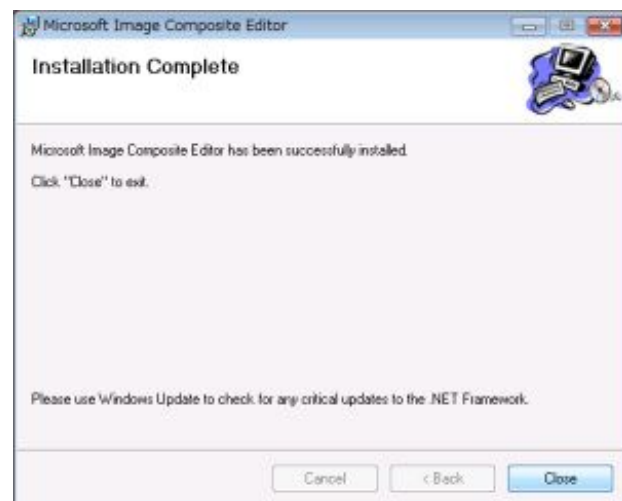 Microsoft Image Composite Editor
Installation Complete
Microsoft Image Composite Editor has been successfully installed.
Click "Close" to exit.
Please use Windows Update to check for any critical updates to the .NET Framework.
Cancel
< Back
Close